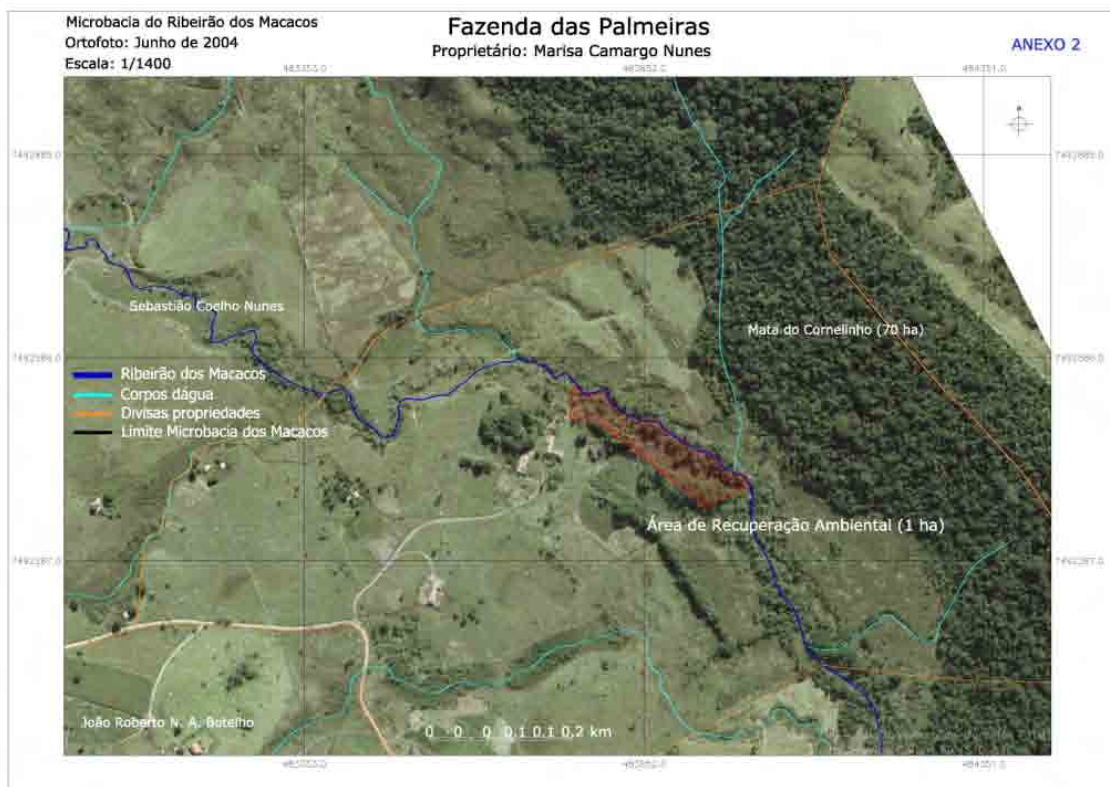 Microbacia do Ribeirão dos Macacos
Ortofoto: Junho de 2004
Escala: 1/1400
Fazenda das Palmeiras
Proprietário: Marisa Camargo Nunes
ANEXO 2
Sebastião Coelho Nunes
Mata do Cornelinho (70 ha)
Ribeirão dos Macacos
Corpos dágua
Divisas propriedades
Limite Microbacia dos Macacos
Área de Recuperação Ambiental (1 ha)
João Roberto N. A. Botelho
0 0 0 0,1 0,1 0,2 km